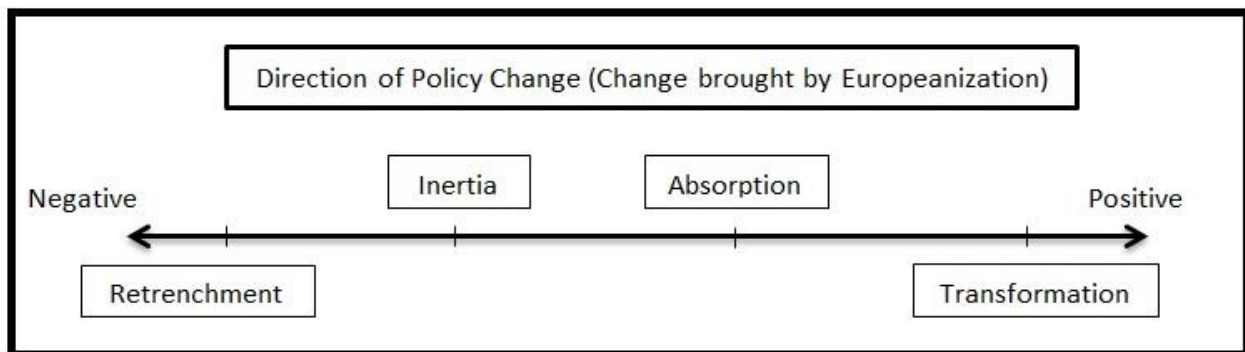 Direction of Policy Change (Change brought by Europeanization)
Inertia
Absorption
Negative
Positive
Retrenchment
Transformation